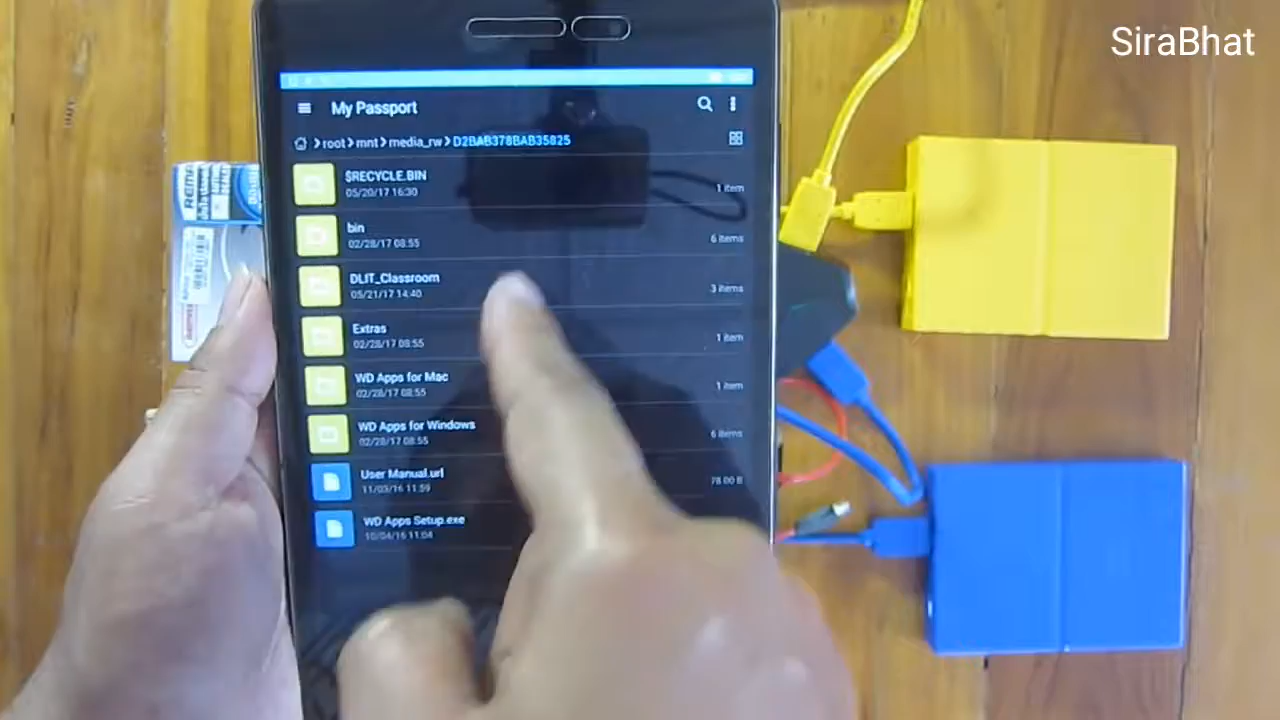 SiraBhat
My Passport
root mnt media_rw D2BAB378BAB35825
$RECYCLE.BIN
05/20/17 16:30
1 item
bin
02/28/17 08:55
6 items
DLIT_Classroom
05/21/17 14:40
3 items
Extras
02/28/17 08:55
1 item
WD Apps for Mac
02/28/17 08:55
1 item
WD Apps for Windows
02/28/17 08:55
6 items
User Manual.url
11/03/16 11:59
78.00 B
WD Apps Setup.exe
10/04/16 11:04